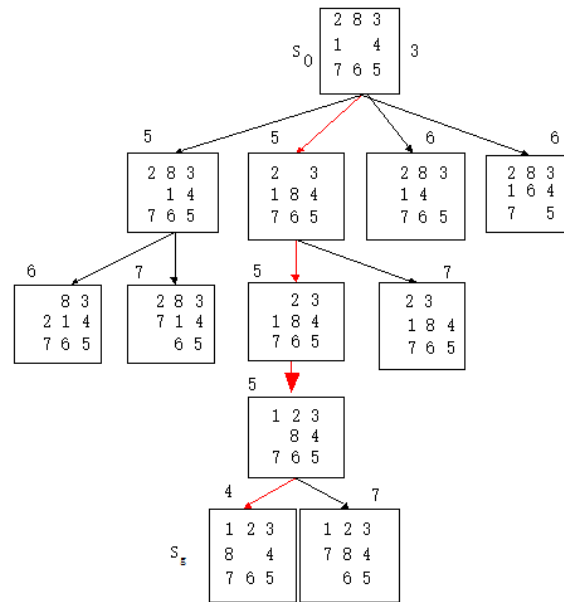 2 8 3
S0 1 4 3
7 6 5
5 5 6 6
2 8 3 2 3 2 8 3 2 8 3
1 4 1 8 4 1 4 1 6 4
7 6 5 7 6 5 7 6 5 7 5
6 7 5 7
8 3 2 8 3 2 3 2 3
2 1 4 7 1 4 1 8 4 1 8 4
7 6 5 6 5 7 6 5 7 6 5
5
1 2 3
8 4
7 6 5
4 7
1 2 3 1 2 3
Sg 8 4 7 8 4
7 6 5 6 5